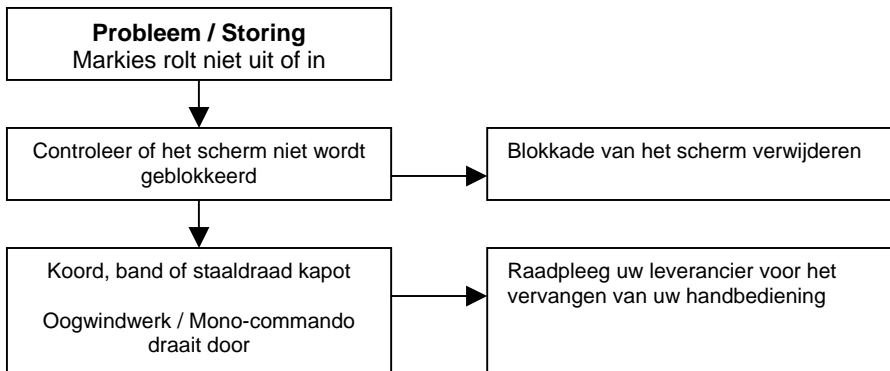 Probleem / Storing
Markies rolt niet uit of in
Controleer of het scherm niet wordt
geblokkeerd
Blokkade van het scherm verwijderen
Koord, band of staaldraad kapot
Oogwindwerk / Mono-commando
draait door
Raadpleeg uw leverancier voor het
vervangen van uw handbediening